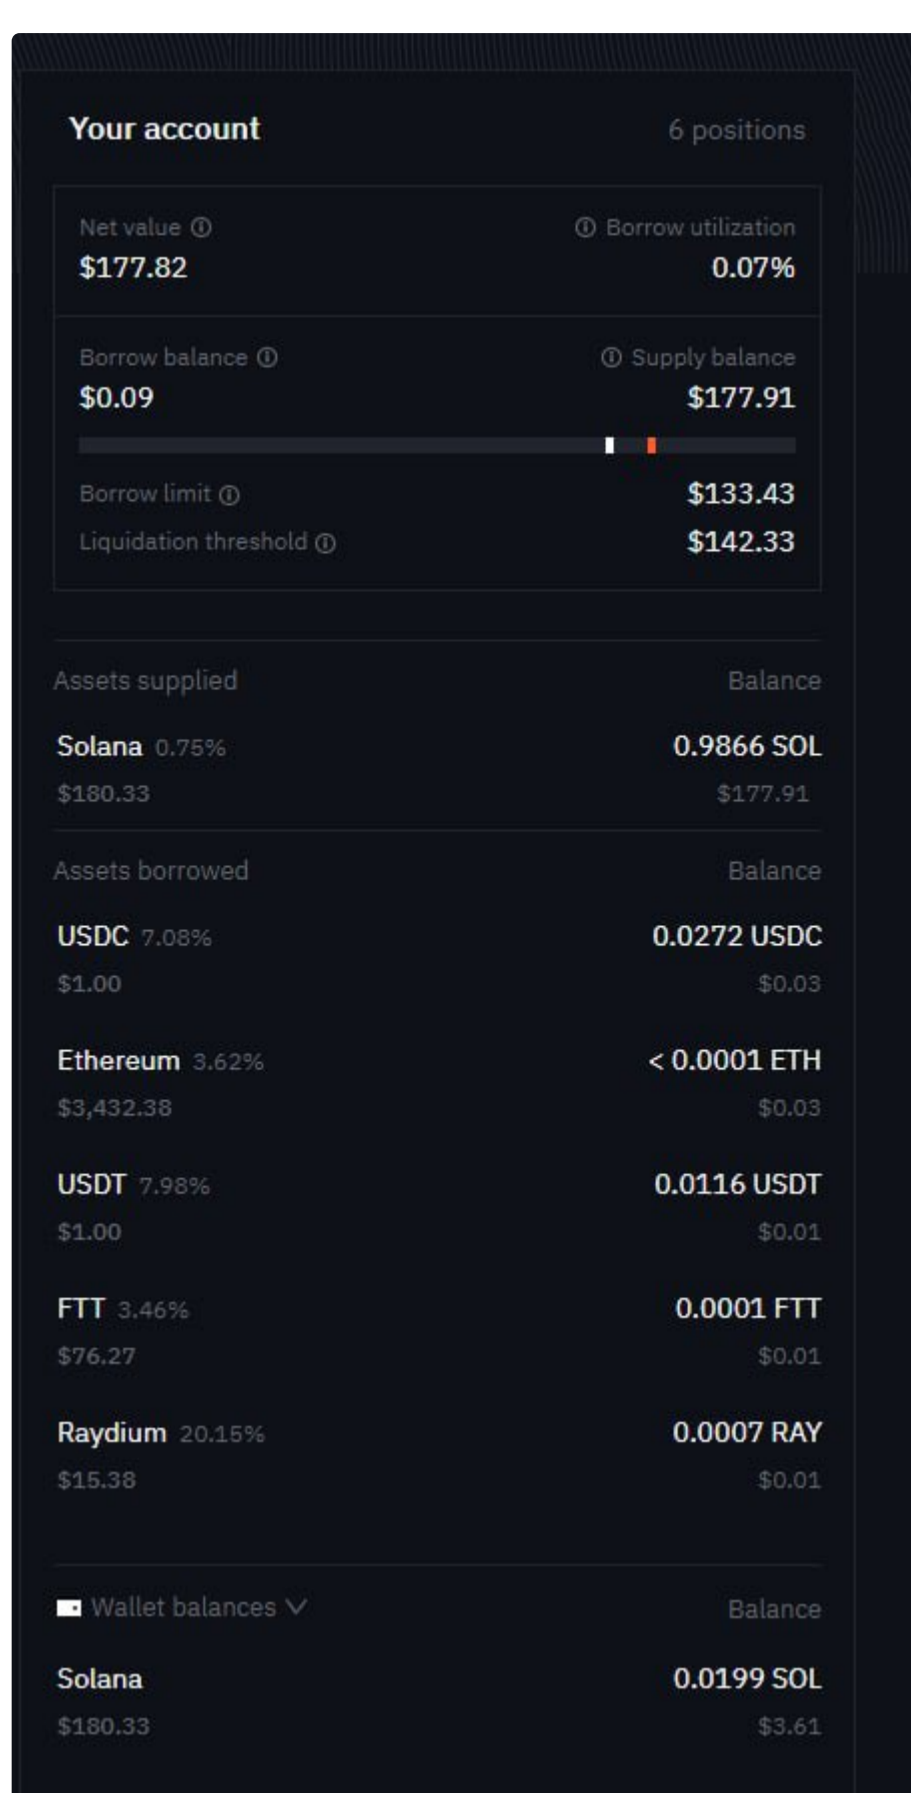 Your account 6 positions
Net value Borrow utilization
$177.82 0.07%
Borrow balance Supply balance
$0.09 $177.91
Borrow limit $133.43
Liquidation threshold $142.33
Assets supplied Balance
Solana 0.75% 0.9866 SOL
$180.33 $177.91
Assets borrowed Balance
USDC 7.08% 0.0272 USDC
$1.00 $0.03
Ethereum 3.62% < 0.0001 ETH
$3,432.38 $0.03
USDT 7.98% 0.0116 USDT
$1.00 $0.01
FTT 3.46% 0.0001 FTT
$76.27 $0.01
Raydium 20.15% 0.0007 RAY
$15.38 $0.01
Wallet balances Balance
Solana 0.0199 SOL
$180.33 $3.61